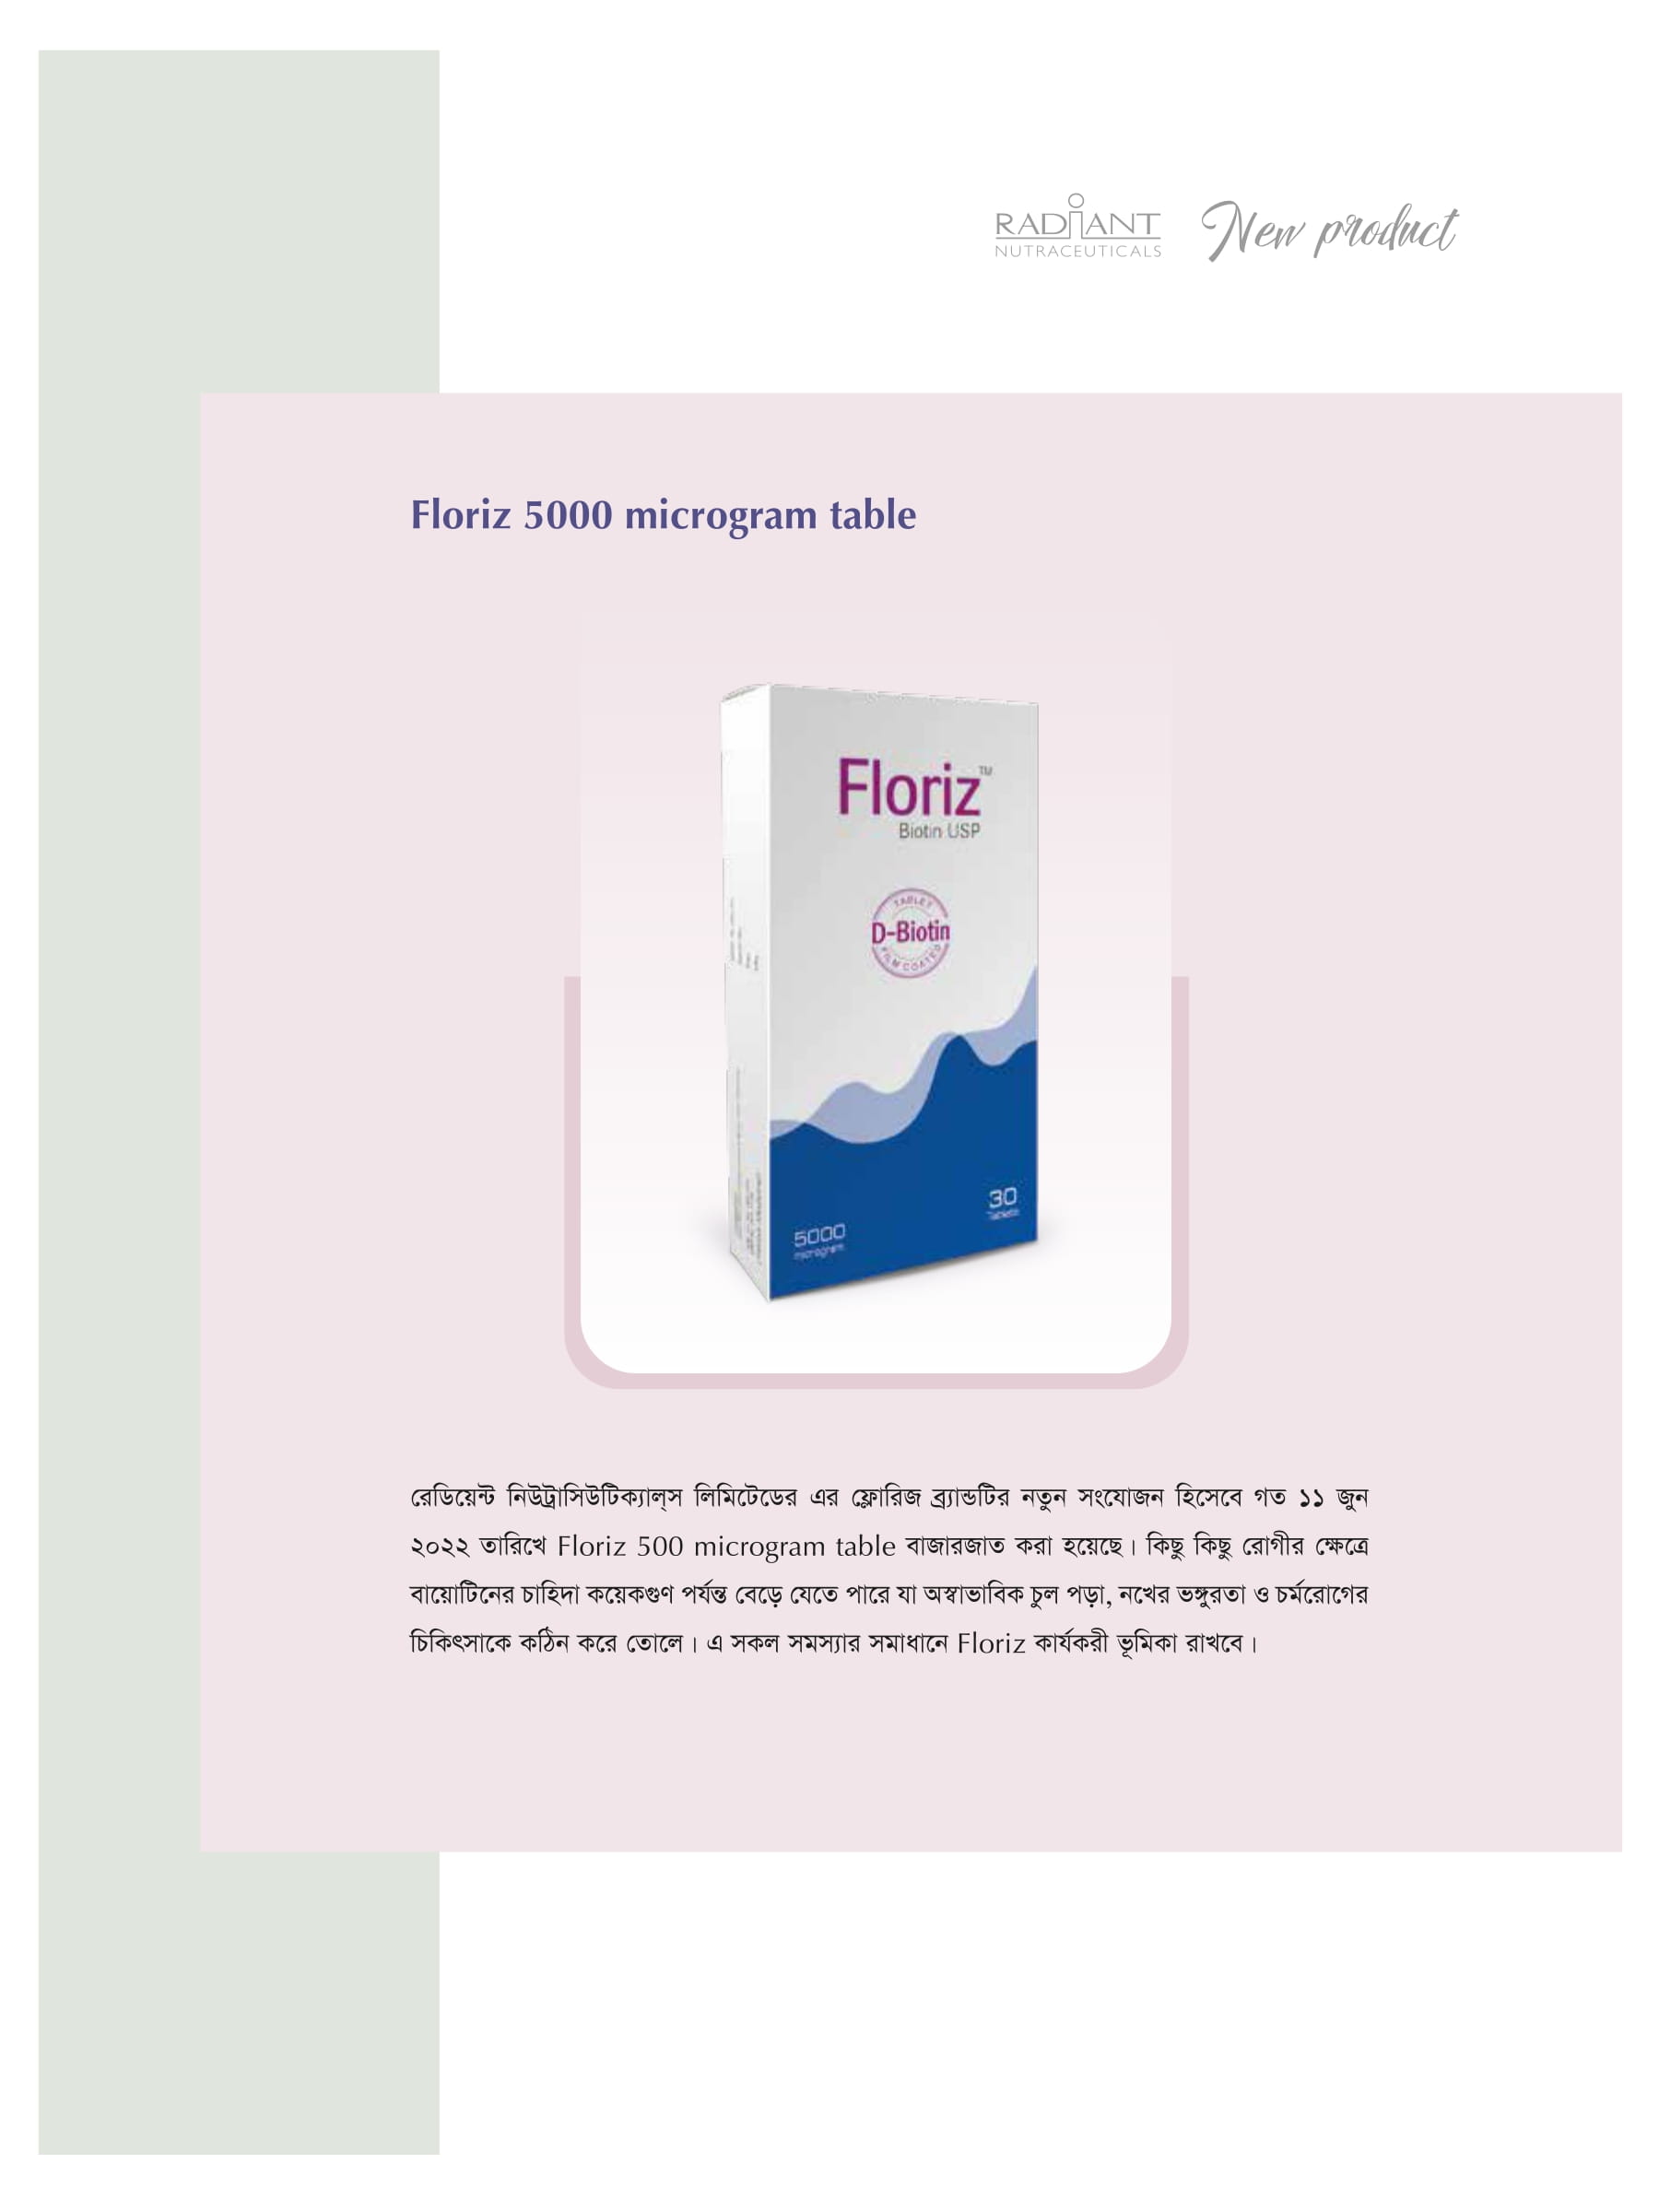 RADIANT
NUTRACEUTICALS
New product
Floriz 5000 microgram table
Floriz™
Biotin USP
TABLET
D-Biotin
FILM COATED
30
Tablets
5000
microgram
রেডিয়েন্ট নিউট্রাসিউটিক্যাল্স লিমিটেডের এর ফ্লোরিজ ব্র্যান্ডটির নতুন সংযোজন হিসেবে গত ১১ জুন
২০২২ তারিখে Floriz 500 microgram table বাজারজাত করা হয়েছে। কিছু কিছু রোগীর ক্ষেত্রে
বায়োটিনের চাহিদা কয়েকগুণ পর্যন্ত বেড়ে যেতে পারে যা অস্বাভাবিক চুল পড়া, নখের ভঙ্গুরতা ও চর্মরোগের
চিকিৎসাকে কঠিন করে তোলে। এ সকল সমস্যার সমাধানে Floriz কার্যকরী ভূমিকা রাখবে।